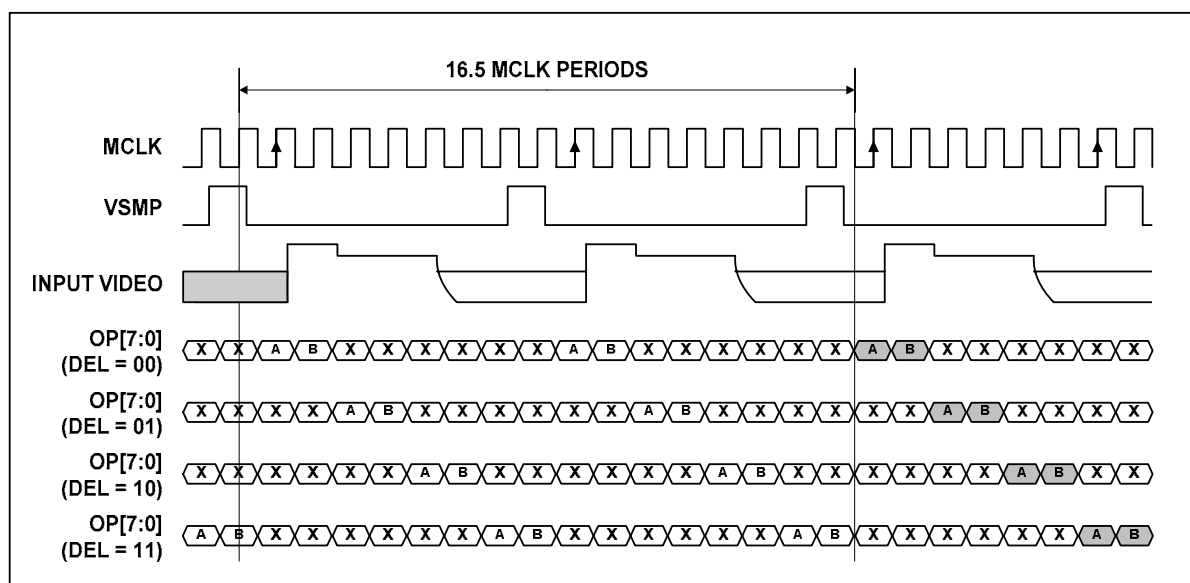 16.5 MCLK PERIODS
MCLK
VSMP
INPUT VIDEO
OP[7:0]
(DEL = 00)
X X A B X X X X X X A B X X X X X X A B X X X X X X
OP[7:0]
(DEL = 01)
X X X X A B X X X X X X A B X X X X X X A B X X X X
OP[7:0]
(DEL = 10)
X X X X X X A B X X X X X X A B X X X X X X A B X X
OP[7:0]
(DEL = 11)
A B X X X X X X A B X X X X X X A B X X X X X X A B